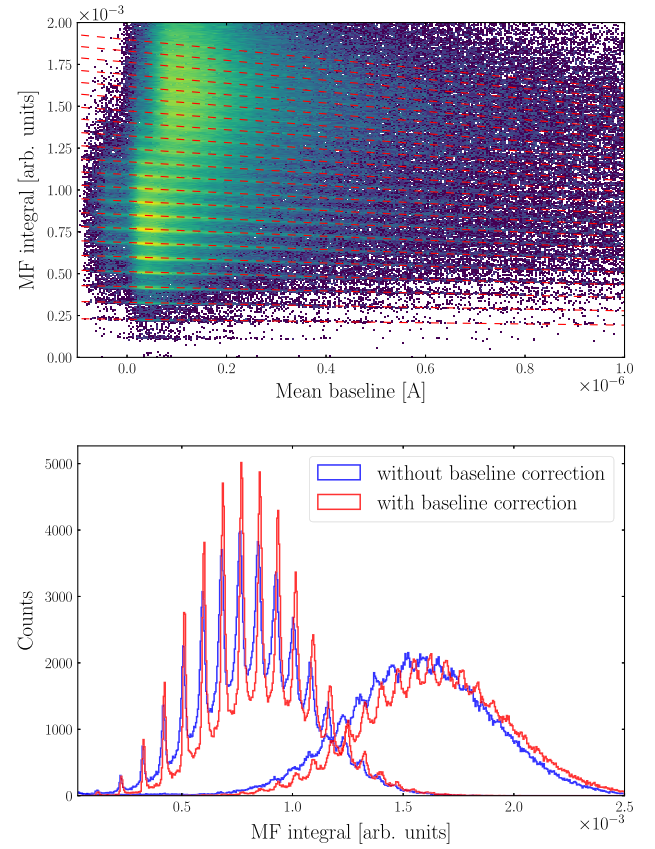 ×10⁻³
2.00
1.75
1.50
1.25
1.00
0.75
0.50
0.25
0.00
MF integral [arb. units]
0.0 0.2 0.4 0.6 0.8 1.0
Mean baseline [A]
×10⁻⁶
5000
4000
3000
2000
1000
0
Counts
without baseline correction
with baseline correction
0.5 1.0 1.5 2.0 2.5
MF integral [arb. units]
×10⁻³